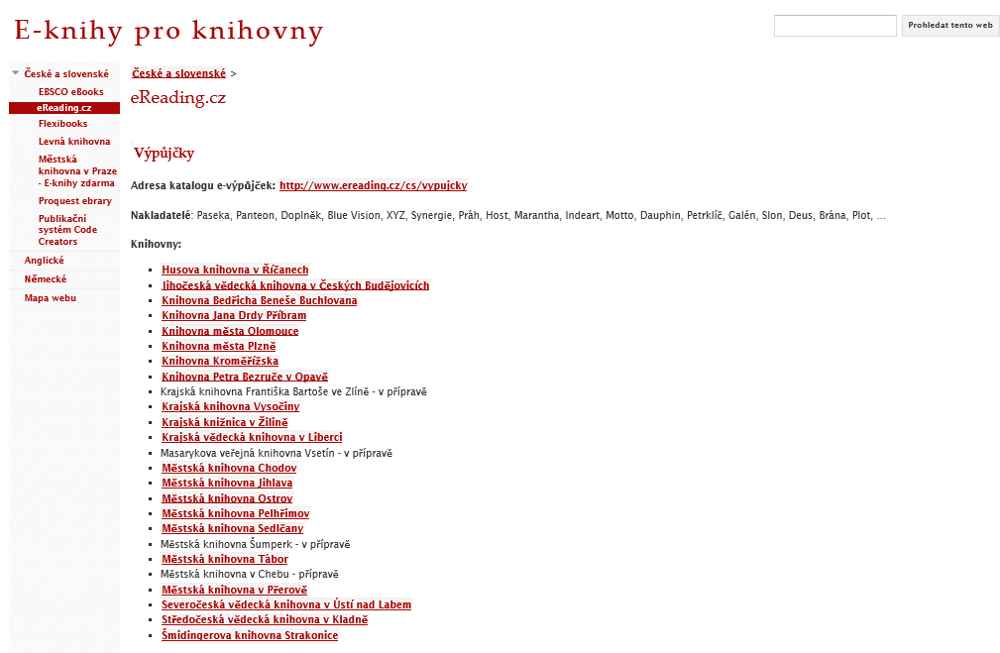 E-knihy pro knihovny
Prohledat tento web
České a slovenské
EBSCO eBooks
eReading.cz
Flexibooks
Levná knihovna
Městská
knihovna v Praze
- E-knihy zdarma
Proquest ebrary
Publikační
systém Code
Creators
Anglické
Německé
Mapa webu
České a slovenské >
eReading.cz
Výpůjčky
Adresa katalogu e-výpůjček: http://www.ereading.cz/cs/vypujcky
Nakladatelé: Paseka, Panteon, Doplněk, Blue Vision, XYZ, Synergie, Práh, Host, Marantha, Indeart, Motto, Dauphin, Petrklíč, Galén, Slon, Deus, Brána, Plot, ...
Knihovny:
▪ Husova knihovna v Říčanech
▪ Jihočeská vědecká knihovna v Českých Budějovicích
▪ Knihovna Bedřicha Beneše Buchlovana
▪ Knihovna Jana Drdy Příbram
▪ Knihovna města Olomouce
▪ Knihovna města Plzně
▪ Knihovna Kroměřížska
▪ Knihovna Petra Bezruče v Opavě
▪ Krajská knihovna Františka Bartoše ve Zlíně - v přípravě
▪ Krajská knihovna Vysočiny
▪ Krajská knižnica v Žilině
▪ Krajská vědecká knihovna v Liberci
▪ Masarykova veřejná knihovna Vsetín - v přípravě
▪ Městská knihovna Chodov
▪ Městská knihovna Jihlava
▪ Městská knihovna Ostrov
▪ Městská knihovna Pelhřimov
▪ Městská knihovna Sedlčany
▪ Městská knihovna Šumperk - v přípravě
▪ Městská knihovna Tábor
▪ Městská knihovna v Chebu - přípravě
▪ Městská knihovna v Přerově
▪ Severočeská vědecká knihovna v Ústí nad Labem
▪ Středočeská vědecká knihovna v Kladně
▪ Šmidingerova knihovna Strakonice